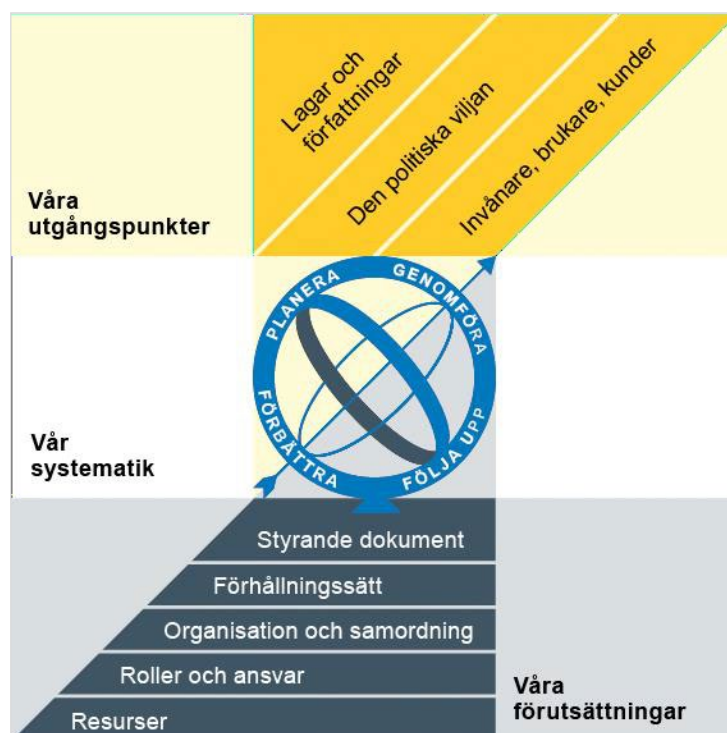 Lagar och
författningar
Den politiska viljan
Invånare, brukare, kunder
Våra
utgångspunkter
PLANERA
GENOMFÖRA
FÖLJA UPP
FÖRBÄTTRA
Vår
systematik
Styrande dokument
Förhållningssätt
Organisation och samordning
Roller och ansvar
Resurser
Våra
förutsättningar